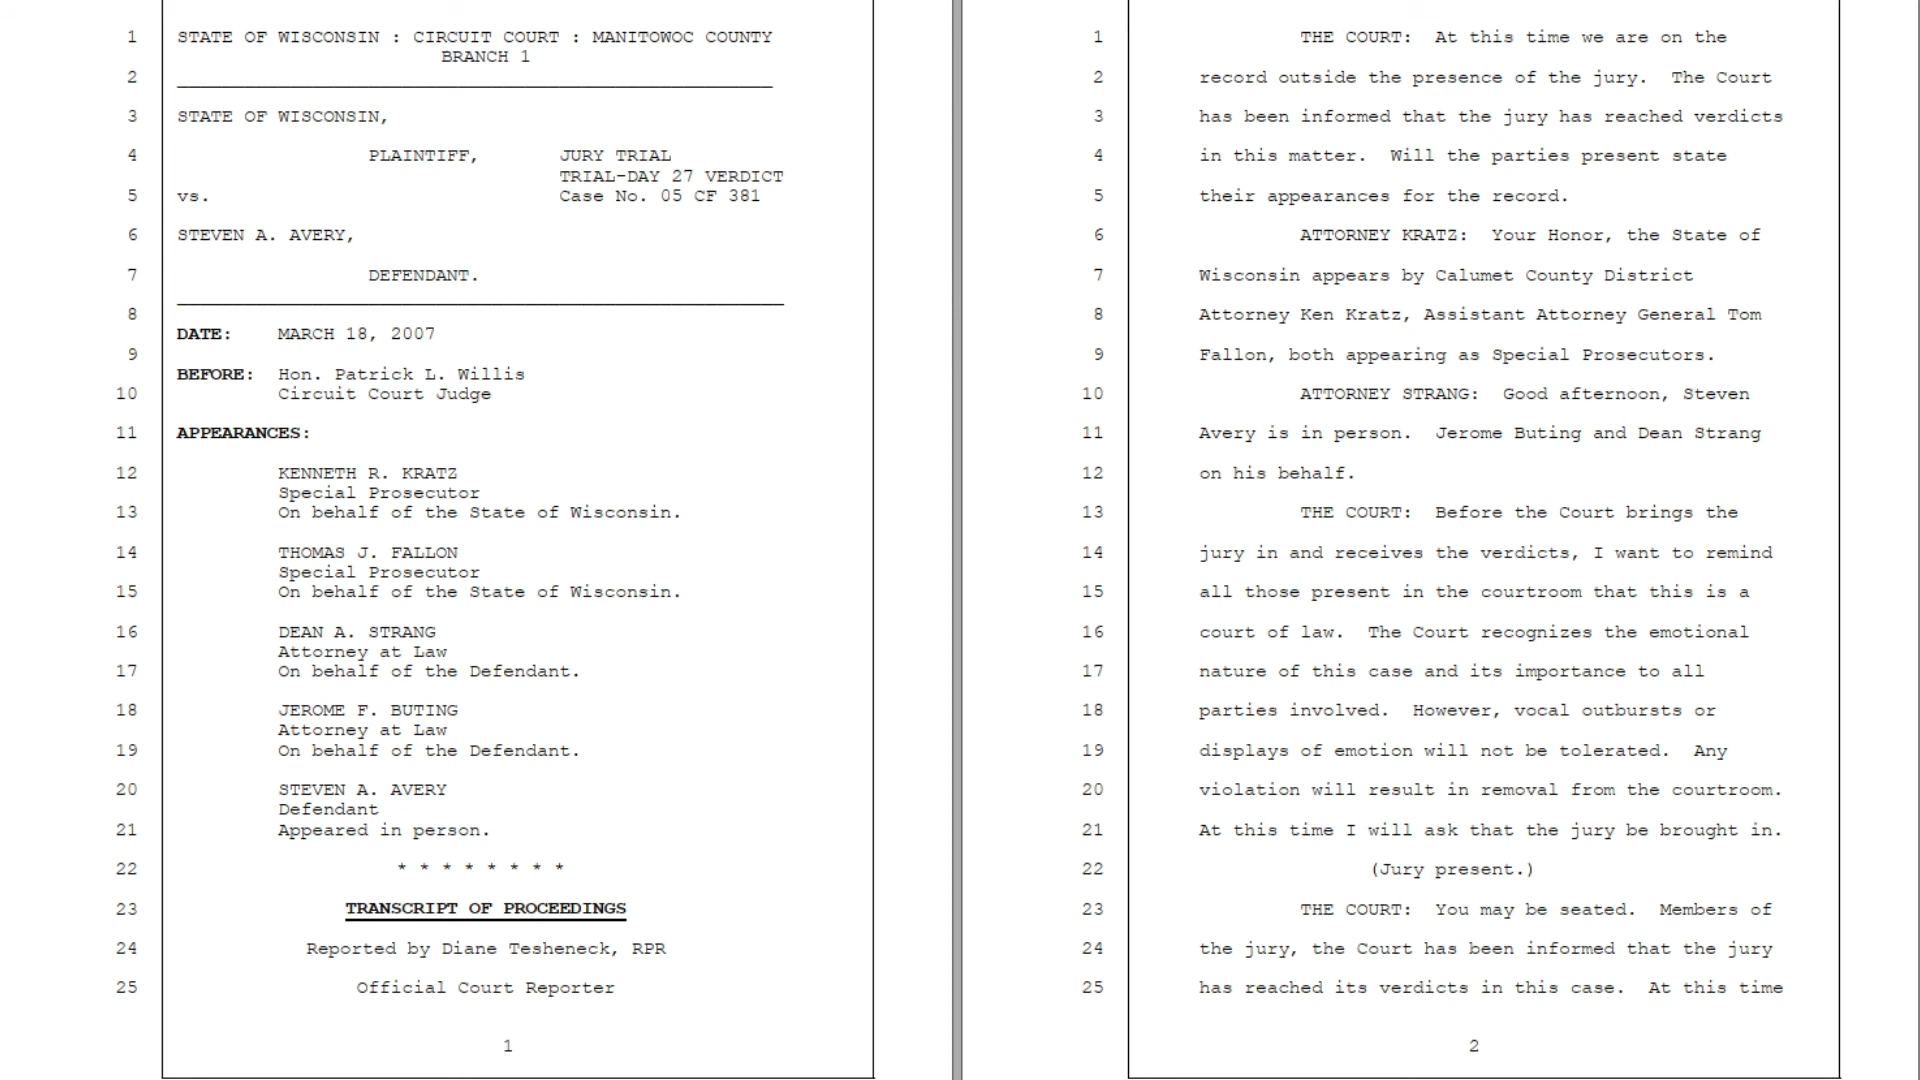 1 STATE OF WISCONSIN : CIRCUIT COURT : MANITOWOC COUNTY
BRANCH 1
2
3 STATE OF WISCONSIN,
4 PLAINTIFF, JURY TRIAL
TRIAL-DAY 27 VERDICT
5 vs. Case No. 05 CF 381
6 STEVEN A. AVERY,
7 DEFENDANT.
8
DATE: MARCH 18, 2007
9
BEFORE: Hon. Patrick L. Willis
10 Circuit Court Judge
11 APPEARANCES:
12 KENNETH R. KRATZ
Special Prosecutor
13 On behalf of the State of Wisconsin.
14 THOMAS J. FALLON
Special Prosecutor
15 On behalf of the State of Wisconsin.
16 DEAN A. STRANG
Attorney at Law
17 On behalf of the Defendant.
18 JEROME F. BUTING
Attorney at Law
19 On behalf of the Defendant.
20 STEVEN A. AVERY
Defendant
21 Appeared in person.
22 * * * * * * * *
23 TRANSCRIPT OF PROCEEDINGS
24 Reported by Diane Tesheneck, RPR
25 Official Court Reporter
1
1 THE COURT: At this time we are on the
2 record outside the presence of the jury. The Court
3 has been informed that the jury has reached verdicts
4 in this matter. Will the parties present state
5 their appearances for the record.
6 ATTORNEY KRATZ: Your Honor, the State of
7 Wisconsin appears by Calumet County District
8 Attorney Ken Kratz, Assistant Attorney General Tom
9 Fallon, both appearing as Special Prosecutors.
10 ATTORNEY STRANG: Good afternoon, Steven
11 Avery is in person. Jerome Buting and Dean Strang
12 on his behalf.
13 THE COURT: Before the Court brings the
14 jury in and receives the verdicts, I want to remind
15 all those present in the courtroom that this is a
16 court of law. The Court recognizes the emotional
17 nature of this case and its importance to all
18 parties involved. However, vocal outbursts or
19 displays of emotion will not be tolerated. Any
20 violation will result in removal from the courtroom.
21 At this time I will ask that the jury be brought in.
22 (Jury present.)
23 THE COURT: You may be seated. Members of
24 the jury, the Court has been informed that the jury
25 has reached its verdicts in this case. At this time
2